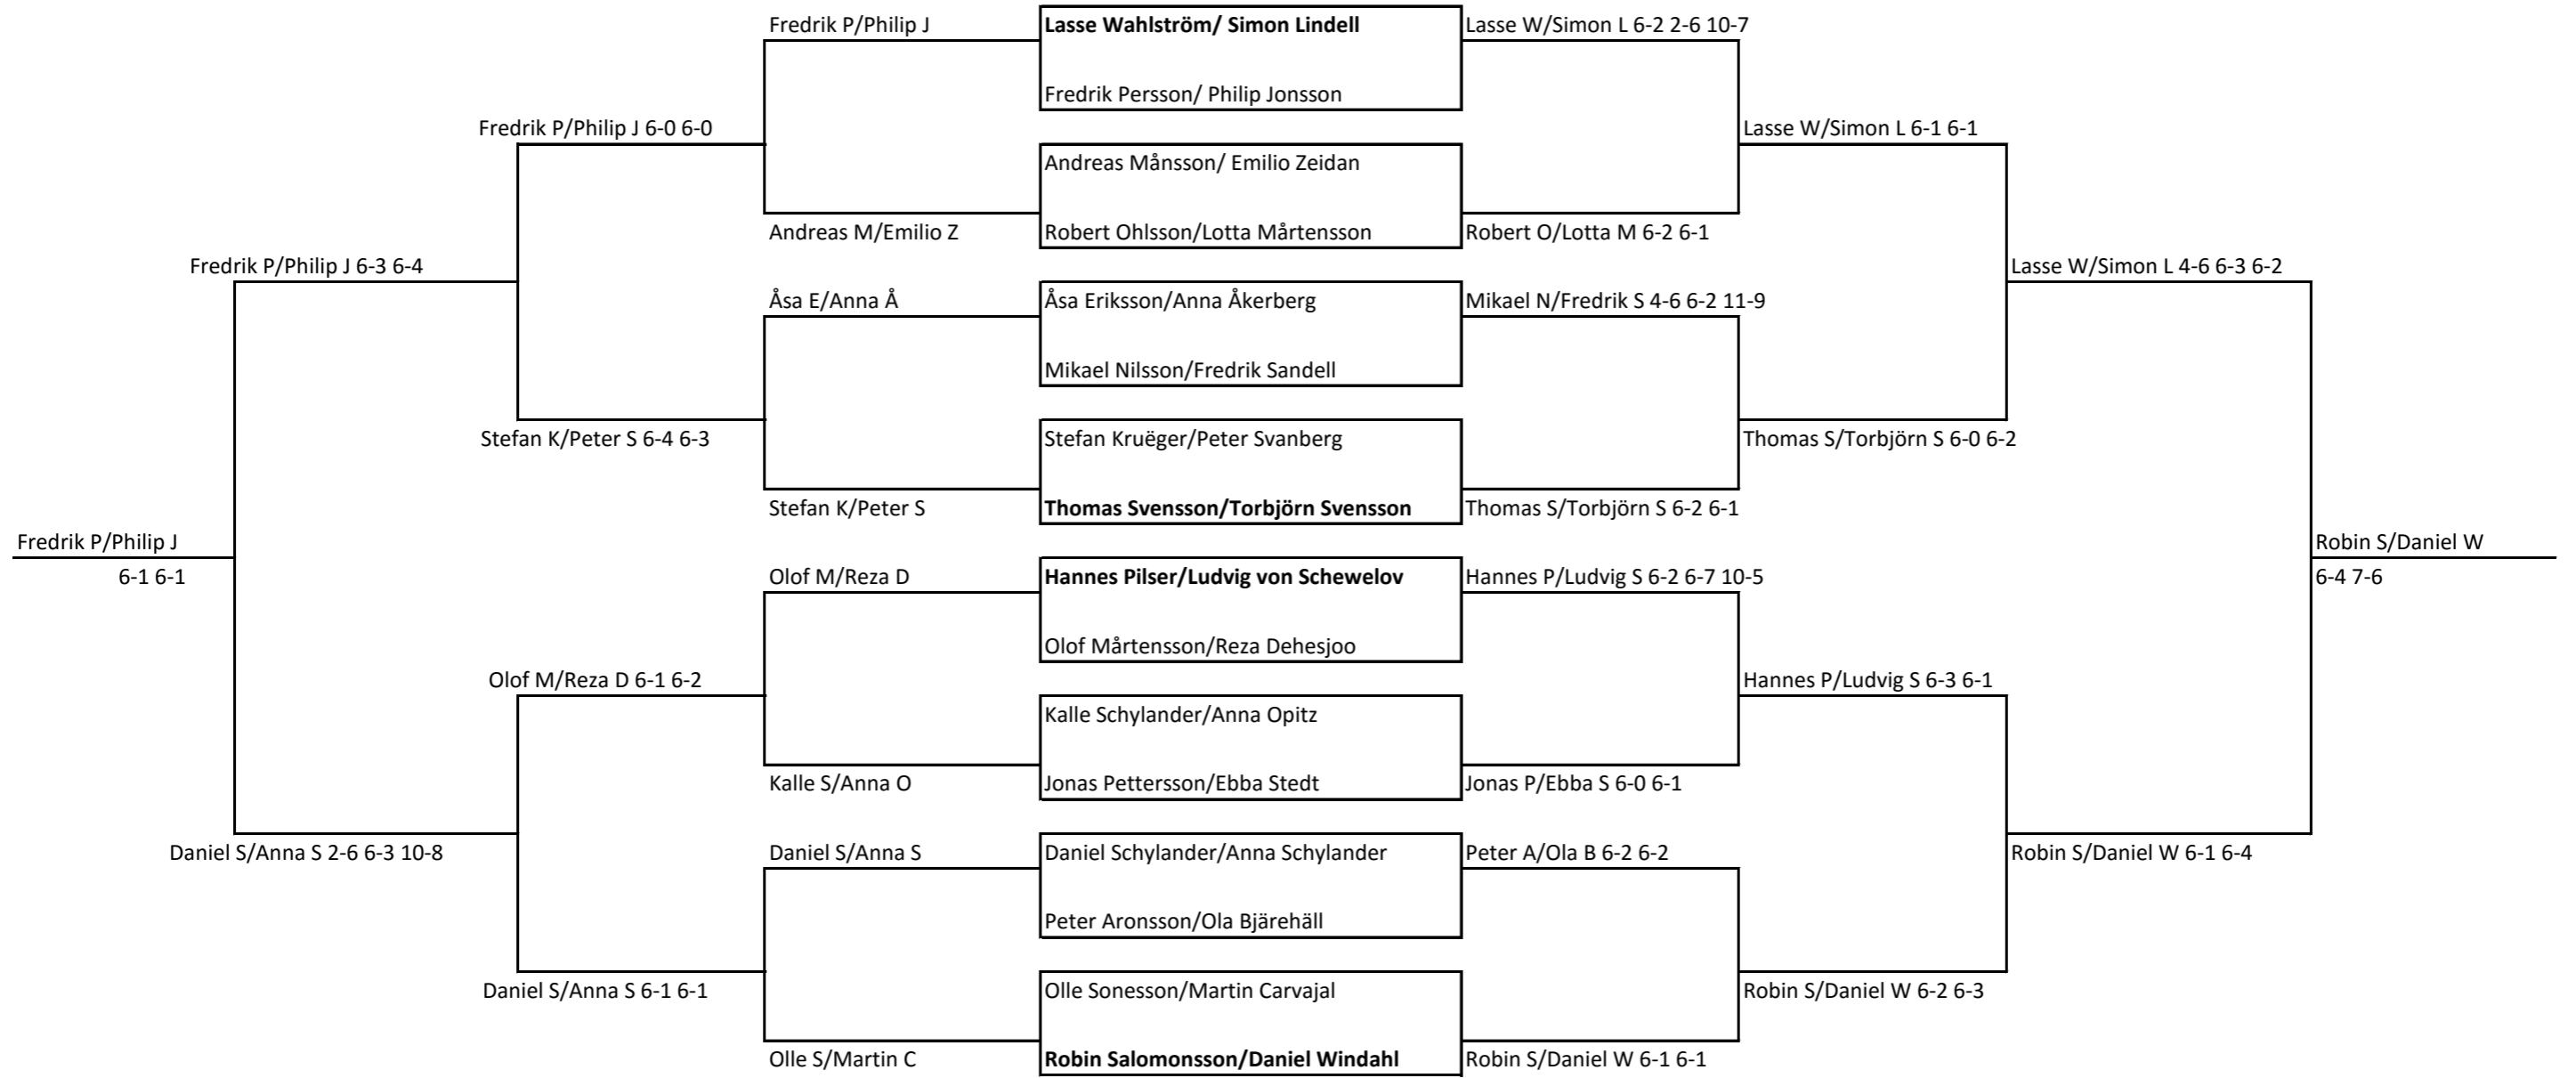 Fredrik P/Philip J
Lasse Wahlström/ Simon Lindell
Lasse W/Simon L 6-2 2-6 10-7
Fredrik Persson/ Philip Jonsson
Fredrik P/Philip J 6-0 6-0
Lasse W/Simon L 6-1 6-1
Andreas Månsson/ Emilio Zeidan
Andreas M/Emilio Z
Robert Ohlsson/Lotta Mårtensson
Robert O/Lotta M 6-2 6-1
Fredrik P/Philip J 6-3 6-4
Lasse W/Simon L 4-6 6-3 6-2
Åsa E/Anna Å
Åsa Eriksson/Anna Åkerberg
Mikael N/Fredrik S 4-6 6-2 11-9
Mikael Nilsson/Fredrik Sandell
Stefan K/Peter S 6-4 6-3
Stefan Kruëger/Peter Svanberg
Thomas S/Torbjörn S 6-0 6-2
Stefan K/Peter S
Thomas Svensson/Torbjörn Svensson
Thomas S/Torbjörn S 6-2 6-1
Fredrik P/Philip J
Robin S/Daniel W
6-1 6-1
Olof M/Reza D
Hannes Pilser/Ludvig von Schewelov
Hannes P/Ludvig S 6-2 6-7 10-5
6-4 7-6
Olof Mårtensson/Reza Dehesjoo
Olof M/Reza D 6-1 6-2
Hannes P/Ludvig S 6-3 6-1
Kalle Schylander/Anna Opitz
Kalle S/Anna O
Jonas Pettersson/Ebba Stedt
Jonas P/Ebba S 6-0 6-1
Daniel S/Anna S 2-6 6-3 10-8
Daniel S/Anna S
Daniel Schylander/Anna Schylander
Peter A/Ola B 6-2 6-2
Robin S/Daniel W 6-1 6-4
Peter Aronsson/Ola Bjärehäll
Daniel S/Anna S 6-1 6-1
Olle Sonesson/Martin Carvajal
Robin S/Daniel W 6-2 6-3
Olle S/Martin C
Robin Salomonsson/Daniel Windahl
Robin S/Daniel W 6-1 6-1